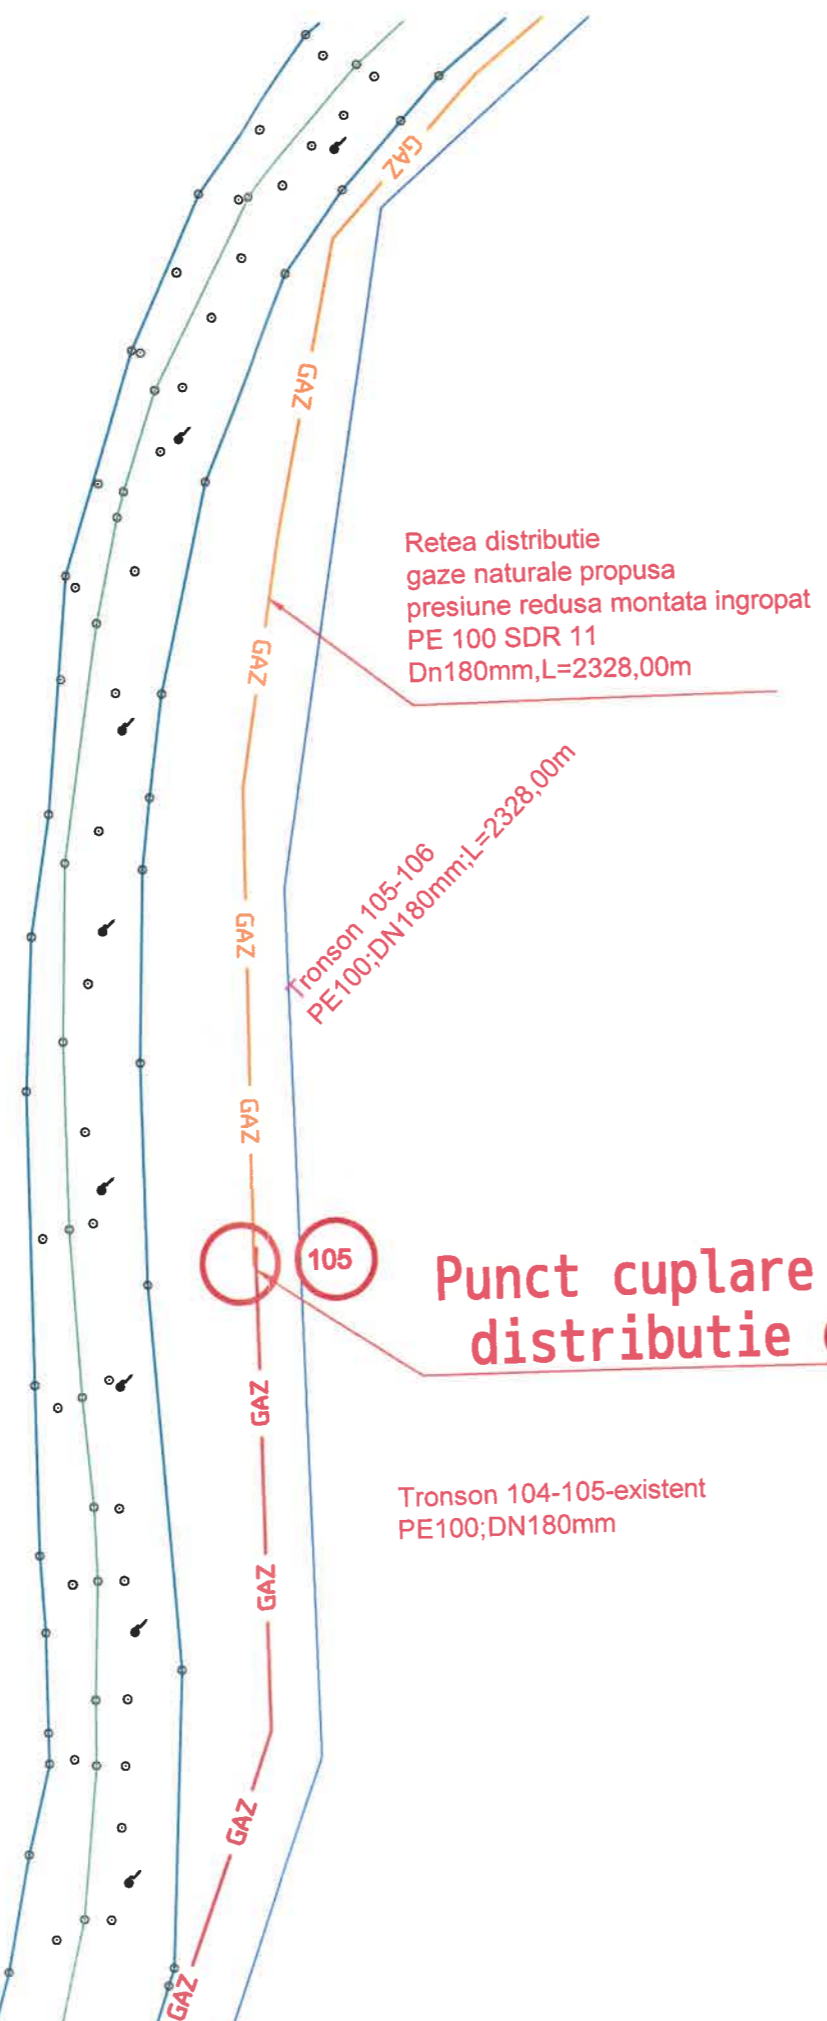 GAZ
GAZ
Retea distributie
gaze naturale propusa
presiune redusa montata ingropat
PE 100 SDR 11
Dn180mm,L=2328,00m
GAZ
Tronson 105-106
PE100;DN180mm;L=2328,00m
GAZ
GAZ
105
Punct cuplare
distributie
GAZ
Tronson 104-105-existent
PE100;DN180mm
GAZ
GAZ
GAZ